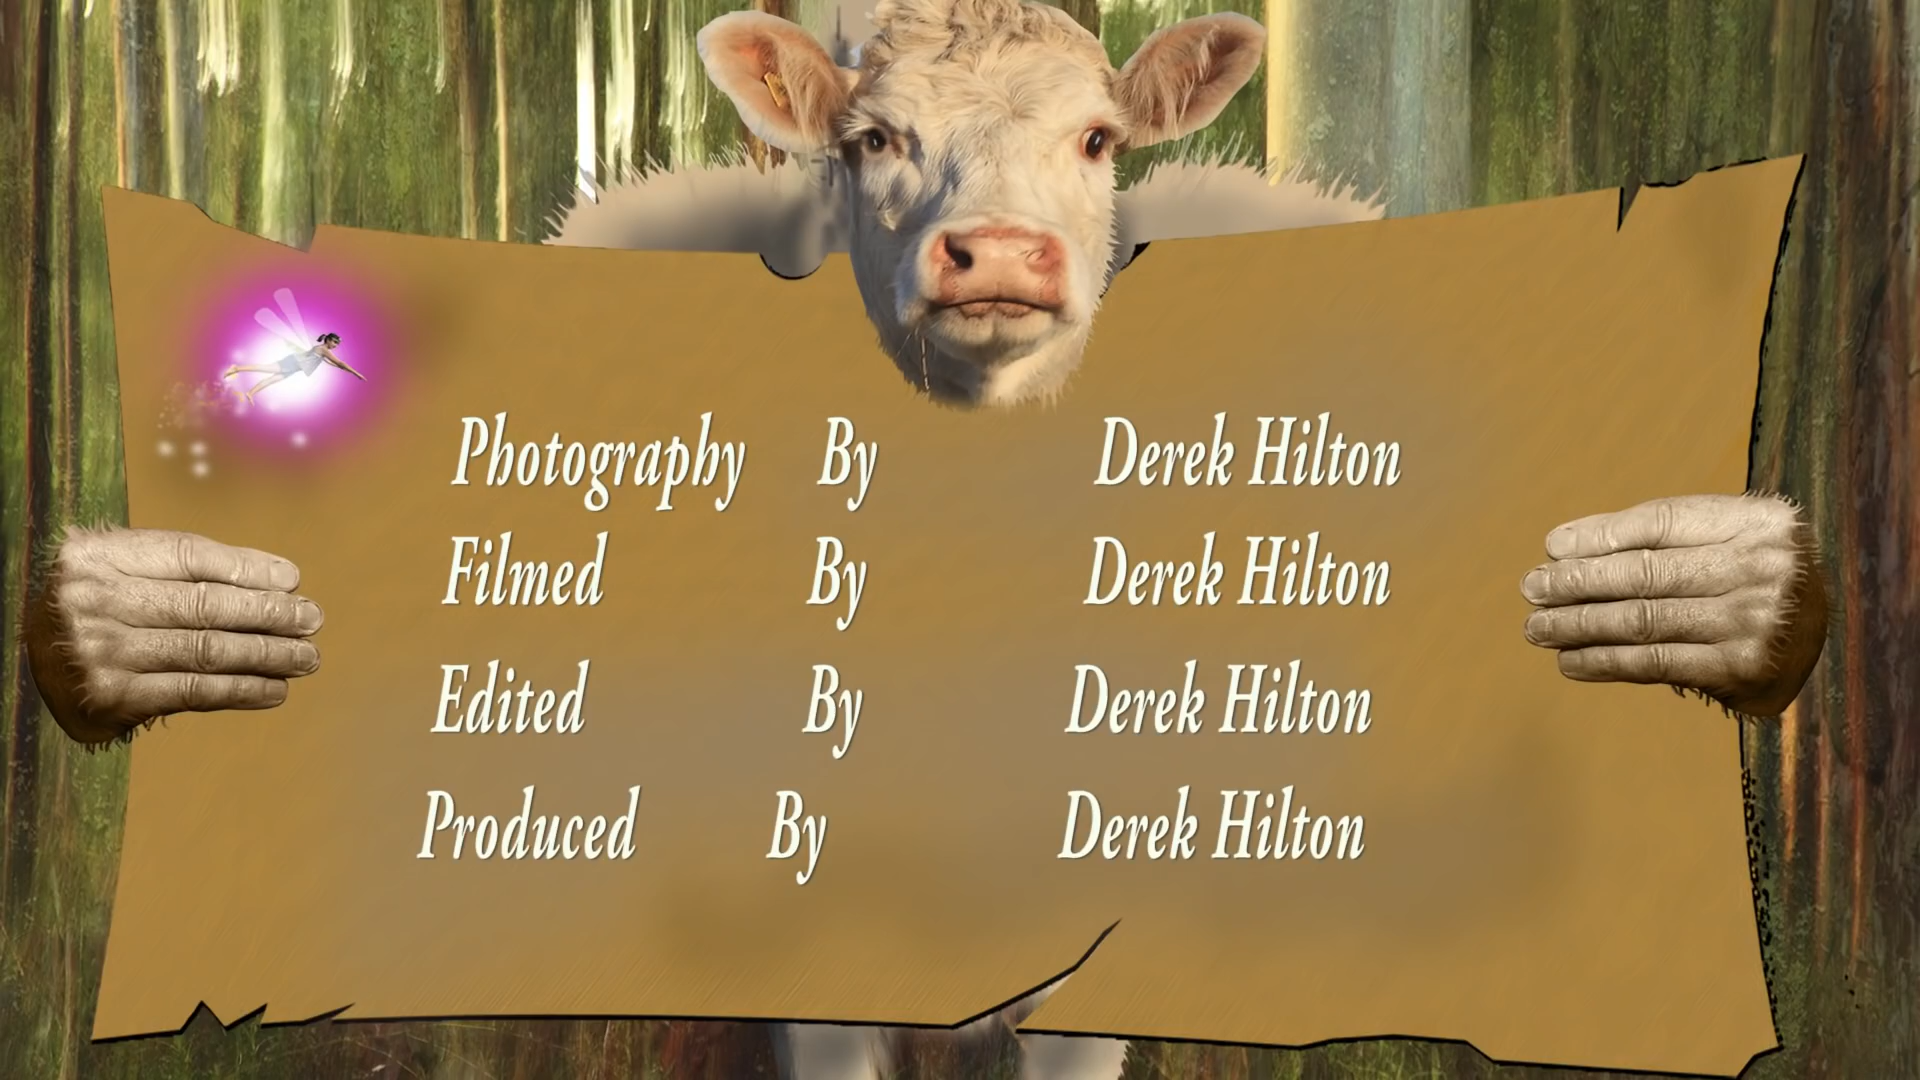 Photography By Derek Hilton
Filmed By Derek Hilton
Edited By Derek Hilton
Produced By Derek Hilton